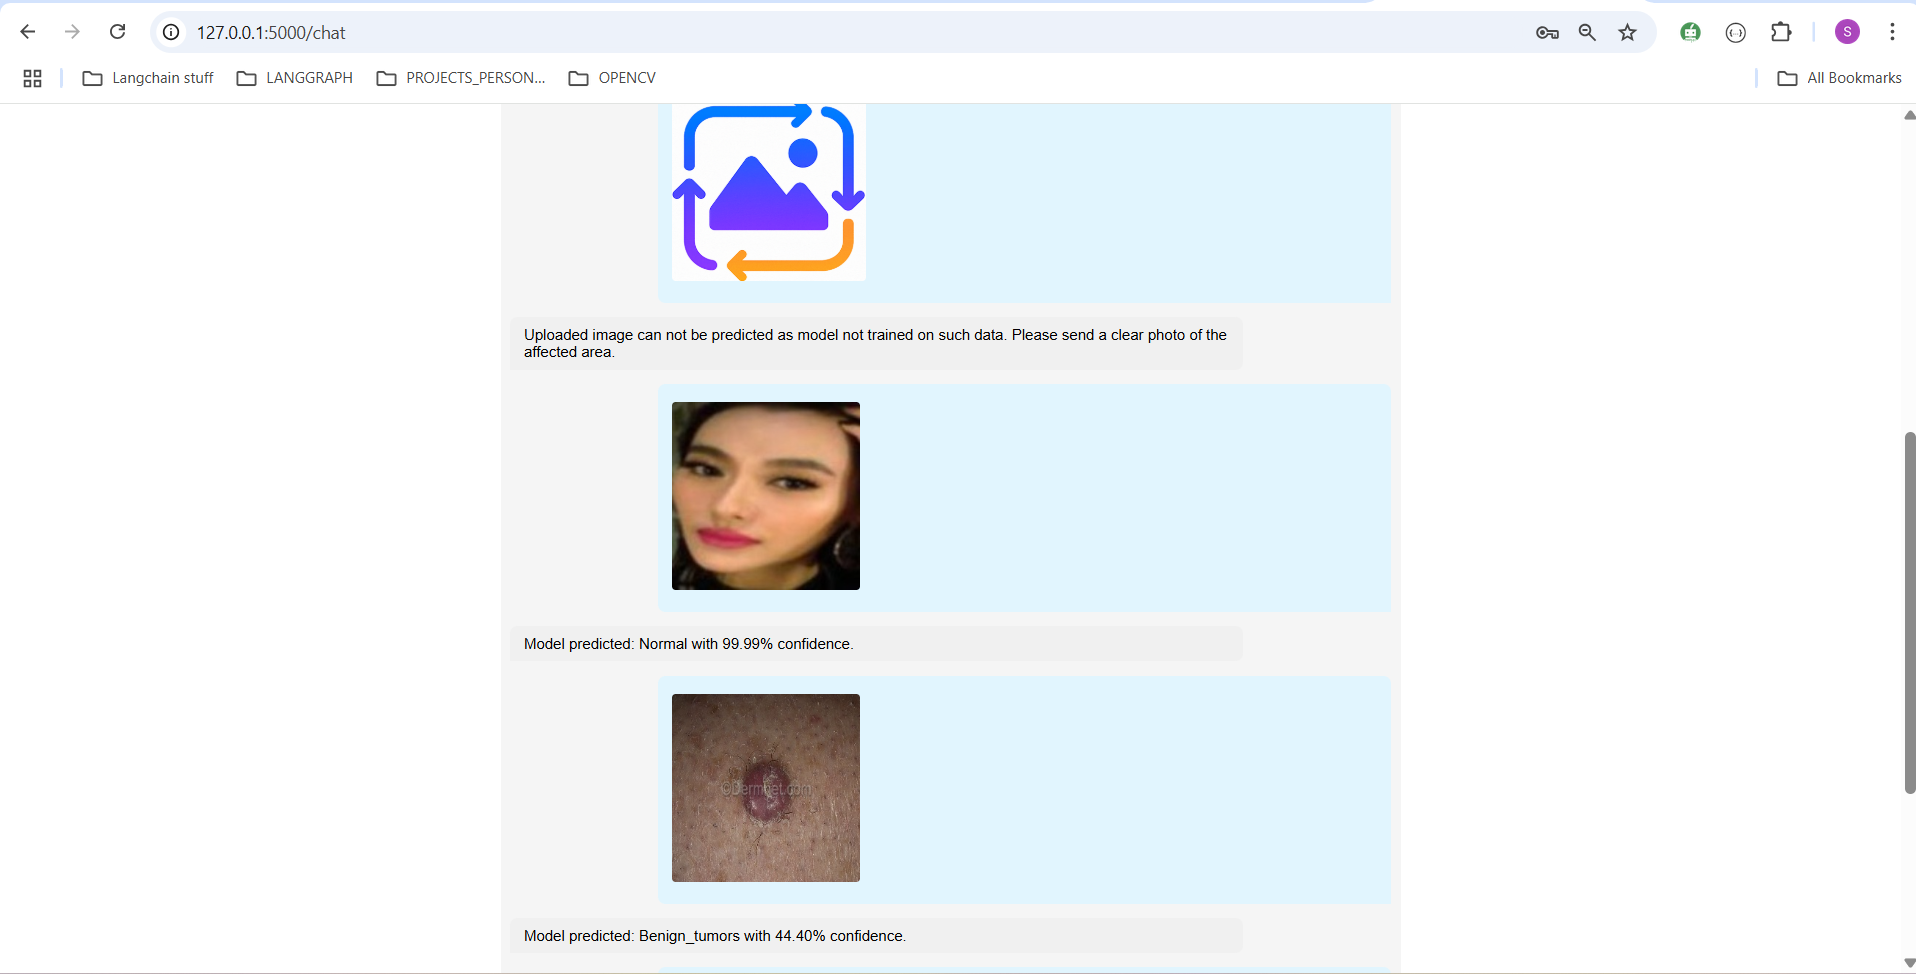 127.0.0.1:5000/chat
S
Langchain stuff
LANGGRAPH
PROJECTS_PERSON...
OPENCV
All Bookmarks
Uploaded image can not be predicted as model not trained on such data. Please send a clear photo of the
affected area.
Model predicted: Normal with 99.99% confidence.
©Dermnet.com
Model predicted: Benign_tumors with 44.40% confidence.